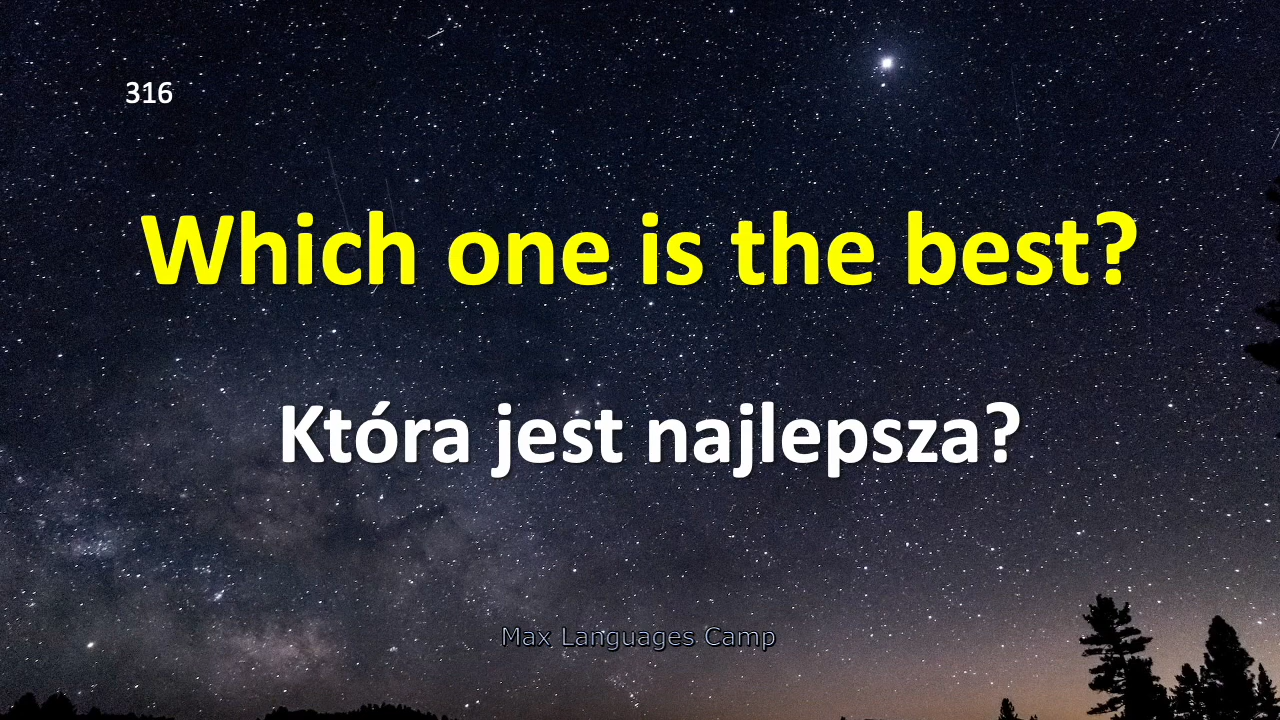 316
Which one is the best?
Która jest najlepsza?
Max Languages Camp